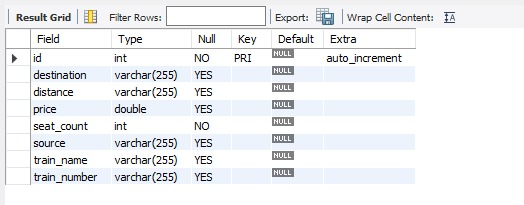 Result Grid Filter Rows: Export: Wrap Cell Content: IA
Field Type Null Key Default Extra
id int NO PRI NULL auto_increment
destination varchar(255) YES NULL
distance varchar(255) YES NULL
price double YES NULL
seat_count int NO NULL
source varchar(255) YES NULL
train_name varchar(255) YES NULL
train_number varchar(255) YES NULL